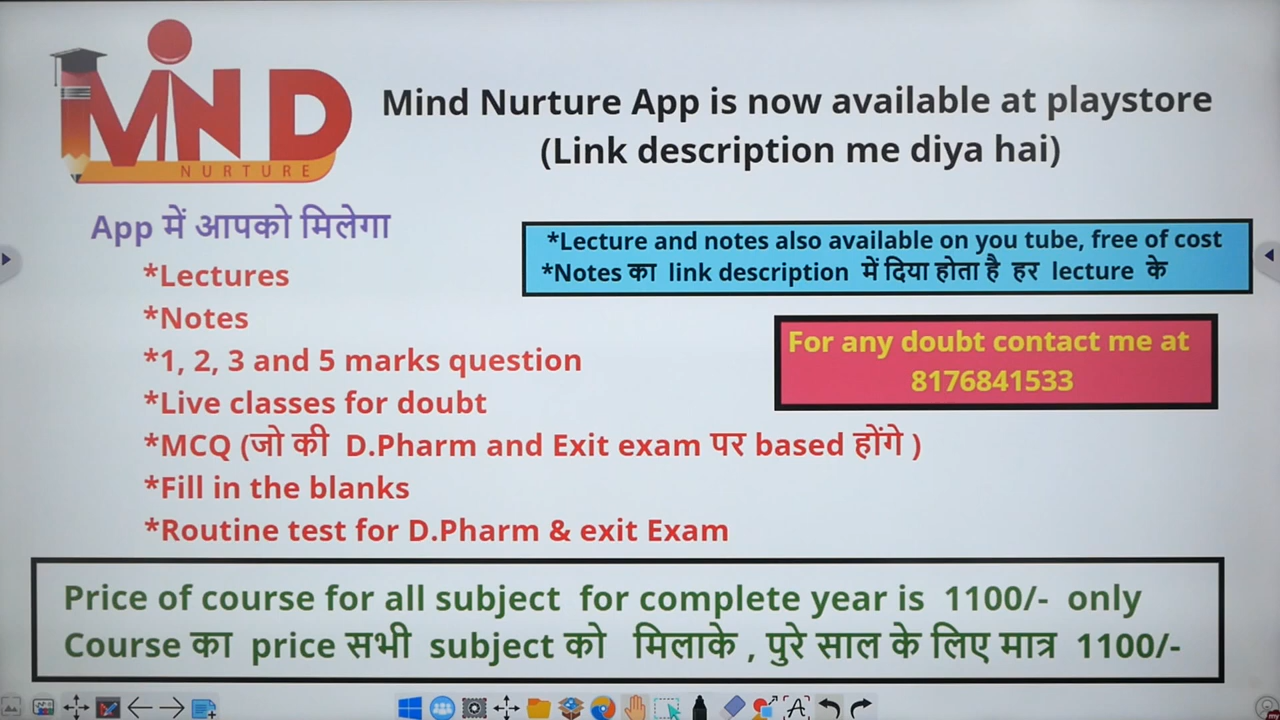 MIND
NURTURE
Mind Nurture App is now available at playstore
(Link description me diya hai)
App में आपको मिलेगा
*Lectures
*Notes
*1, 2, 3 and 5 marks question
*Live classes for doubt
*MCQ (जो की D.Pharm and Exit exam पर based होंगे )
*Fill in the blanks
*Routine test for D.Pharm & exit Exam
*Lecture and notes also available on you tube, free of cost
*Notes का link description में दिया होता है हर lecture के
For any doubt contact me at
8176841533
Price of course for all subject for complete year is 1100/- only
Course का price सभी subject को मिलाके , पुरे साल के लिए मात्र 1100/-